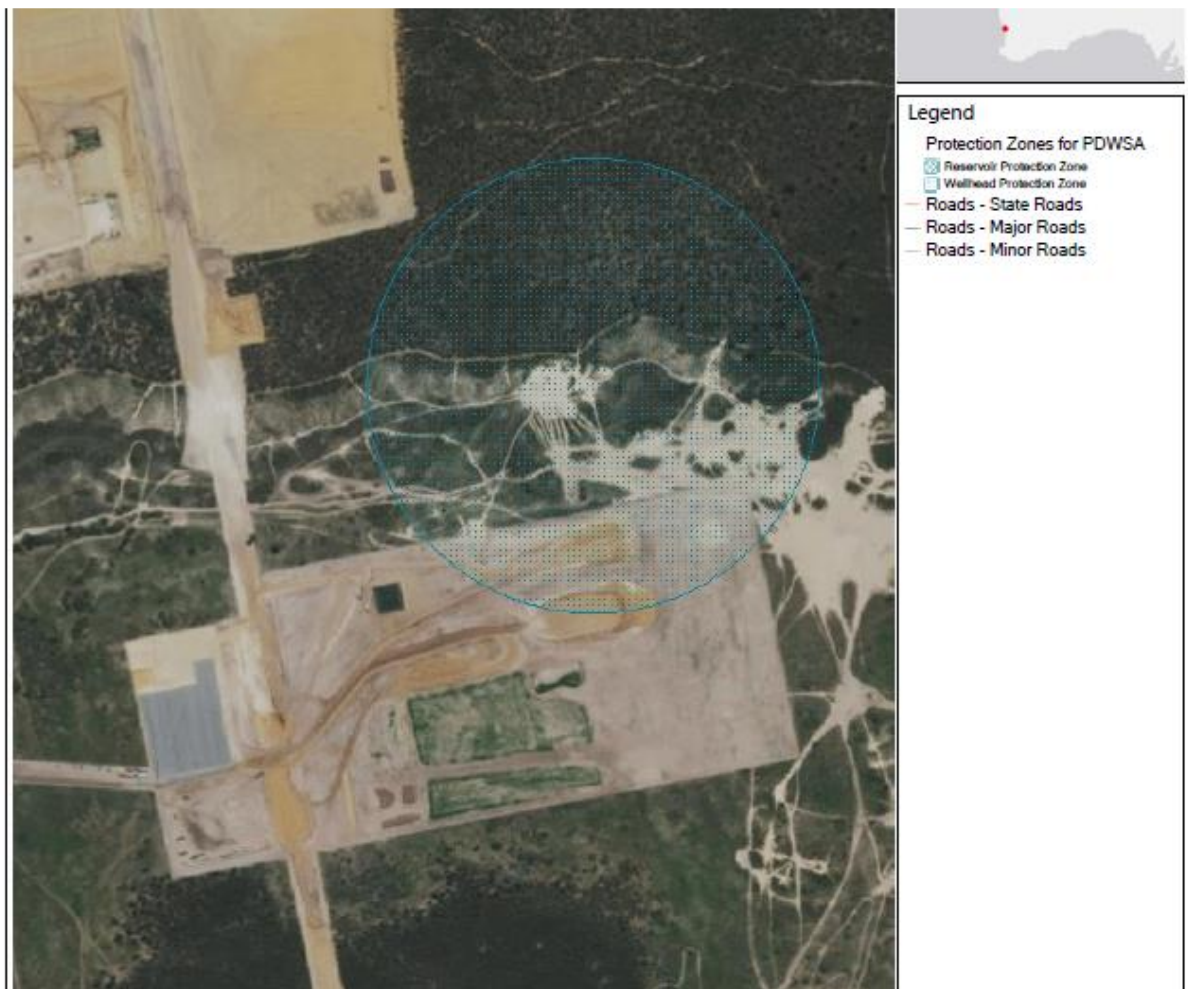 Legend
Protection Zones for PDWSA
Reservoir Protection Zone
Wellhead Protection Zone
Roads - State Roads
Roads - Major Roads
Roads - Minor Roads